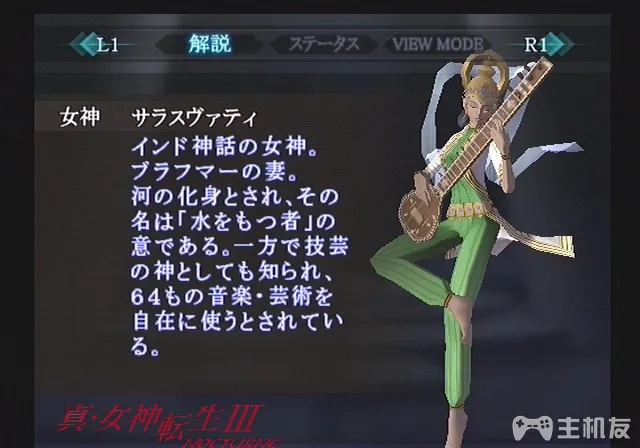 L1 解説 ステータス VIEW MODE R1
女神 サラスヴァティ
インド神話の女神。
ブラフマーの妻。
河の化身とされ、その
名は「水をもつ者」の
意である。一方で技芸
の神としても知られ、
64もの音楽・芸術を
自在に使うとされてい
る。
真・女神転生III
NOCTURNE
主机友